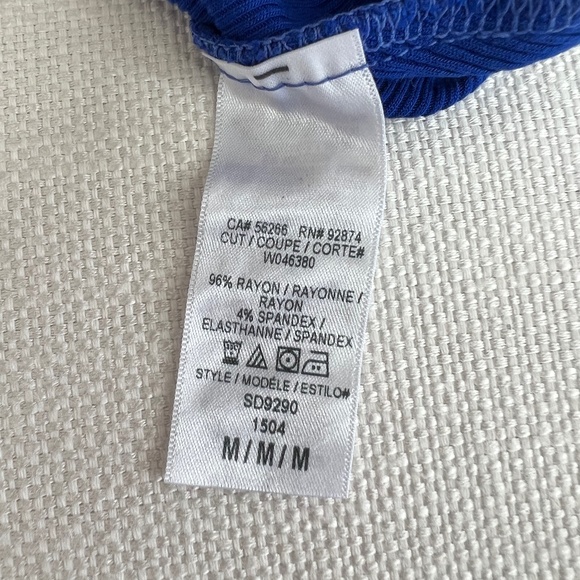 CA# 56266 RN# 92874
CUT / COUPE / CORTE#
W046380
96% RAYON / RAYONNE /
RAYON
4% SPANDEX /
ELASTHANNE / SPANDEX
STYLE / MODÈLE / ESTILO#
SD9290
1504
M / M / M